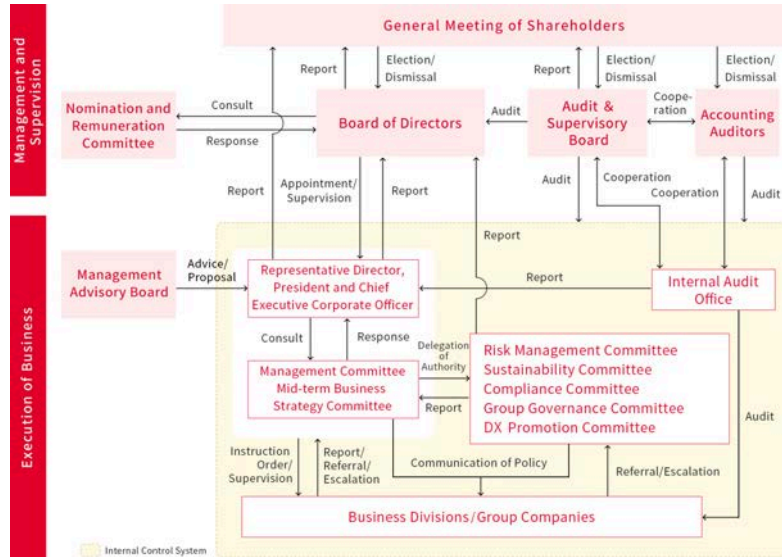 General Meeting of Shareholders
Management and
Supervision
Report
Election/
Dismissal
Report
Election/
Dismissal
Election/
Dismissal
Nomination and
Remuneration
Committee
Consult
Response
Board of Directors
Audit
Audit &
Supervisory
Board
Coope-
ration
Accounting
Auditors
Report
Appointment/
Supervision
Report
Audit
Cooperation
Cooperation
Audit
Report
Execution of Business
Management
Advisory Board
Advice/
Proposal
Representative Director,
President and Chief
Executive Corporate Officer
Report
Internal Audit
Office
Consult
Response
Delegation
of
Authority
Management Committee
Mid-term Business
Strategy Committee
Report
Risk Management Committee
Sustainability Committee
Compliance Committee
Group Governance Committee
DX Promotion Committee
Audit
Instruction
Order/
Supervision
Report/
Referral/
Escalation
Communication of Policy
Referral/Escalation
Business Divisions/Group Companies
Internal Control System